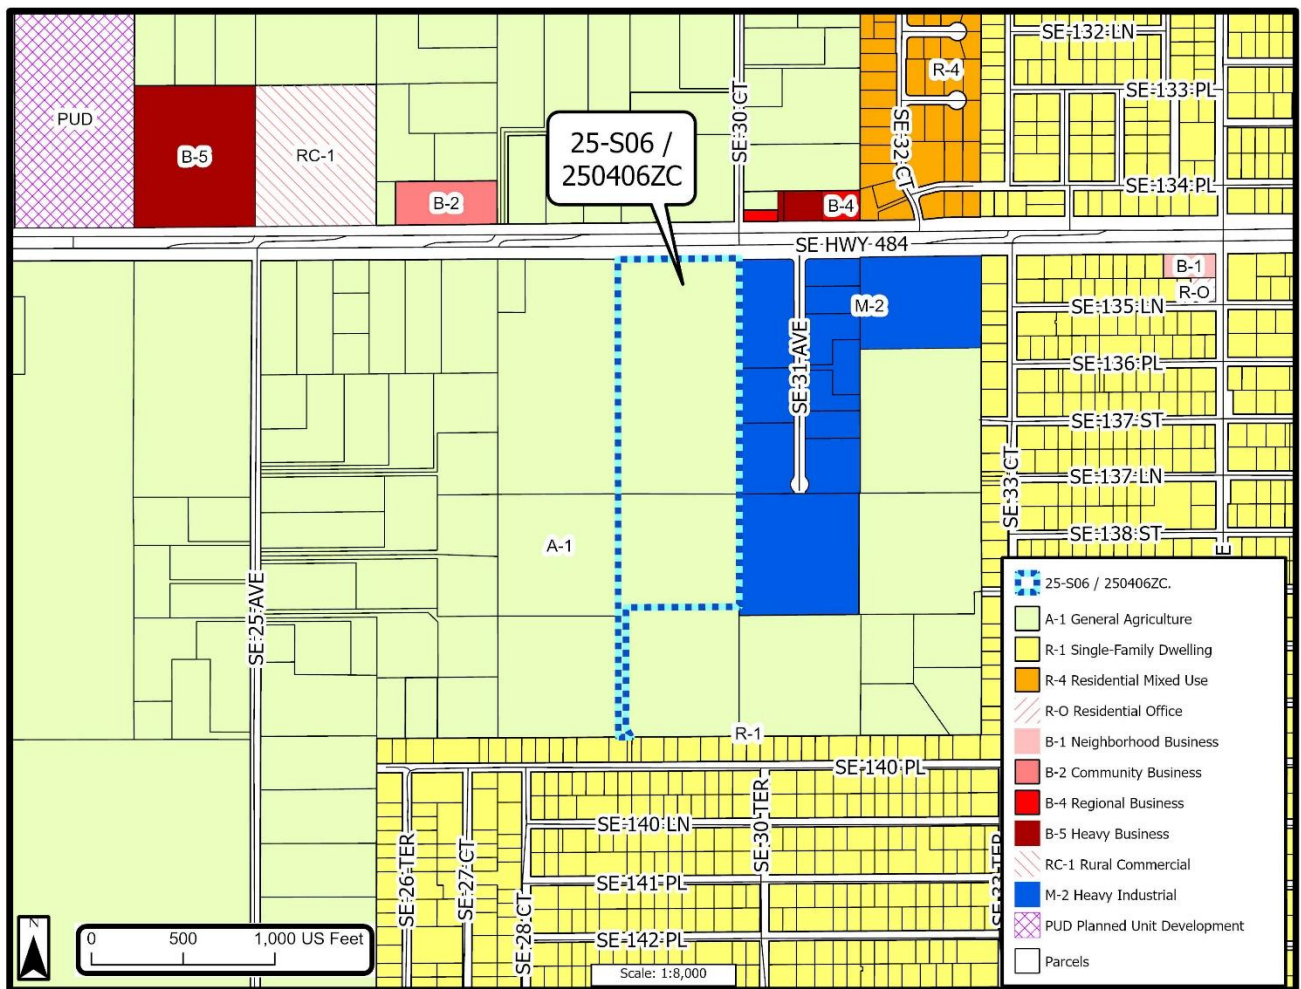 SE 132 LN
R-4
SE 133 PL
PUD
SE 30 CT
25-S06 /
250406ZC
SE 32 CT
B-5
RC-1
SE 134 PL
B-2
B-4
SE HWY 484
B-1
R-O
M-2
SE 135 LN
SE 31 AVE
SE 136 PL
SE 137 ST
SE 33 CT
SE 137 LN
SE 138 ST
A-1
E
SE 25 AVE
R-1
SE 140 PL
SE 26 TER
SE 27 CT
SE 28 CT
SE 140 LN
SE 30 TER
SE 33 TER
SE 141 PL
SE 142 PL
25-S06 / 250406ZC.
A-1 General Agriculture
R-1 Single-Family Dwelling
R-4 Residential Mixed Use
R-O Residential Office
B-1 Neighborhood Business
B-2 Community Business
B-4 Regional Business
B-5 Heavy Business
RC-1 Rural Commercial
M-2 Heavy Industrial
PUD Planned Unit Development
Parcels
N
0 500 1,000 US Feet
Scale: 1:8,000